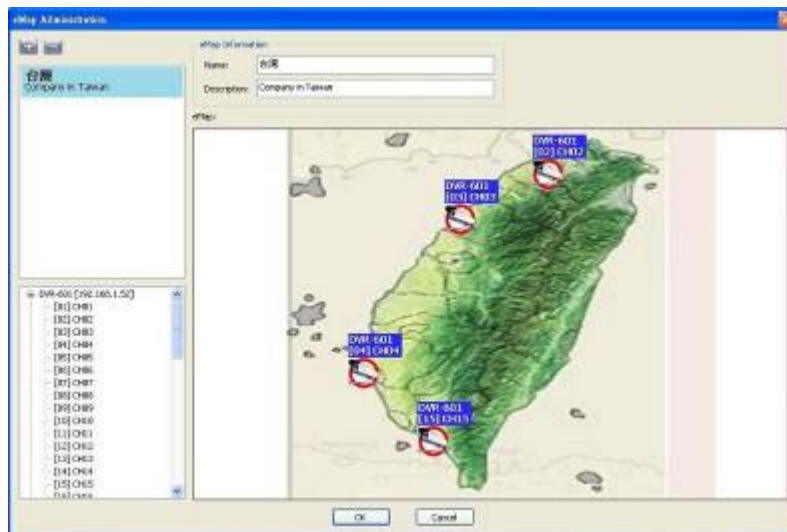 eMap Administration
台灣
Company in Taiwan
eMap Information
Name:
台灣
Description:
Company in Taiwan
eMap:
DVR-601
[02] CH02
DVR-601
[03] CH03
DVR-601
[04] CH04
DVR-601
[15] CH15
DVR-601 [192.168.1.52]
[01] CH01
[02] CH02
[03] CH03
[04] CH04
[05] CH05
[06] CH06
[07] CH07
[08] CH08
[09] CH09
[10] CH10
[11] CH11
[12] CH12
[13] CH13
[14] CH14
[15] CH15
[16] CH16
OK
Cancel